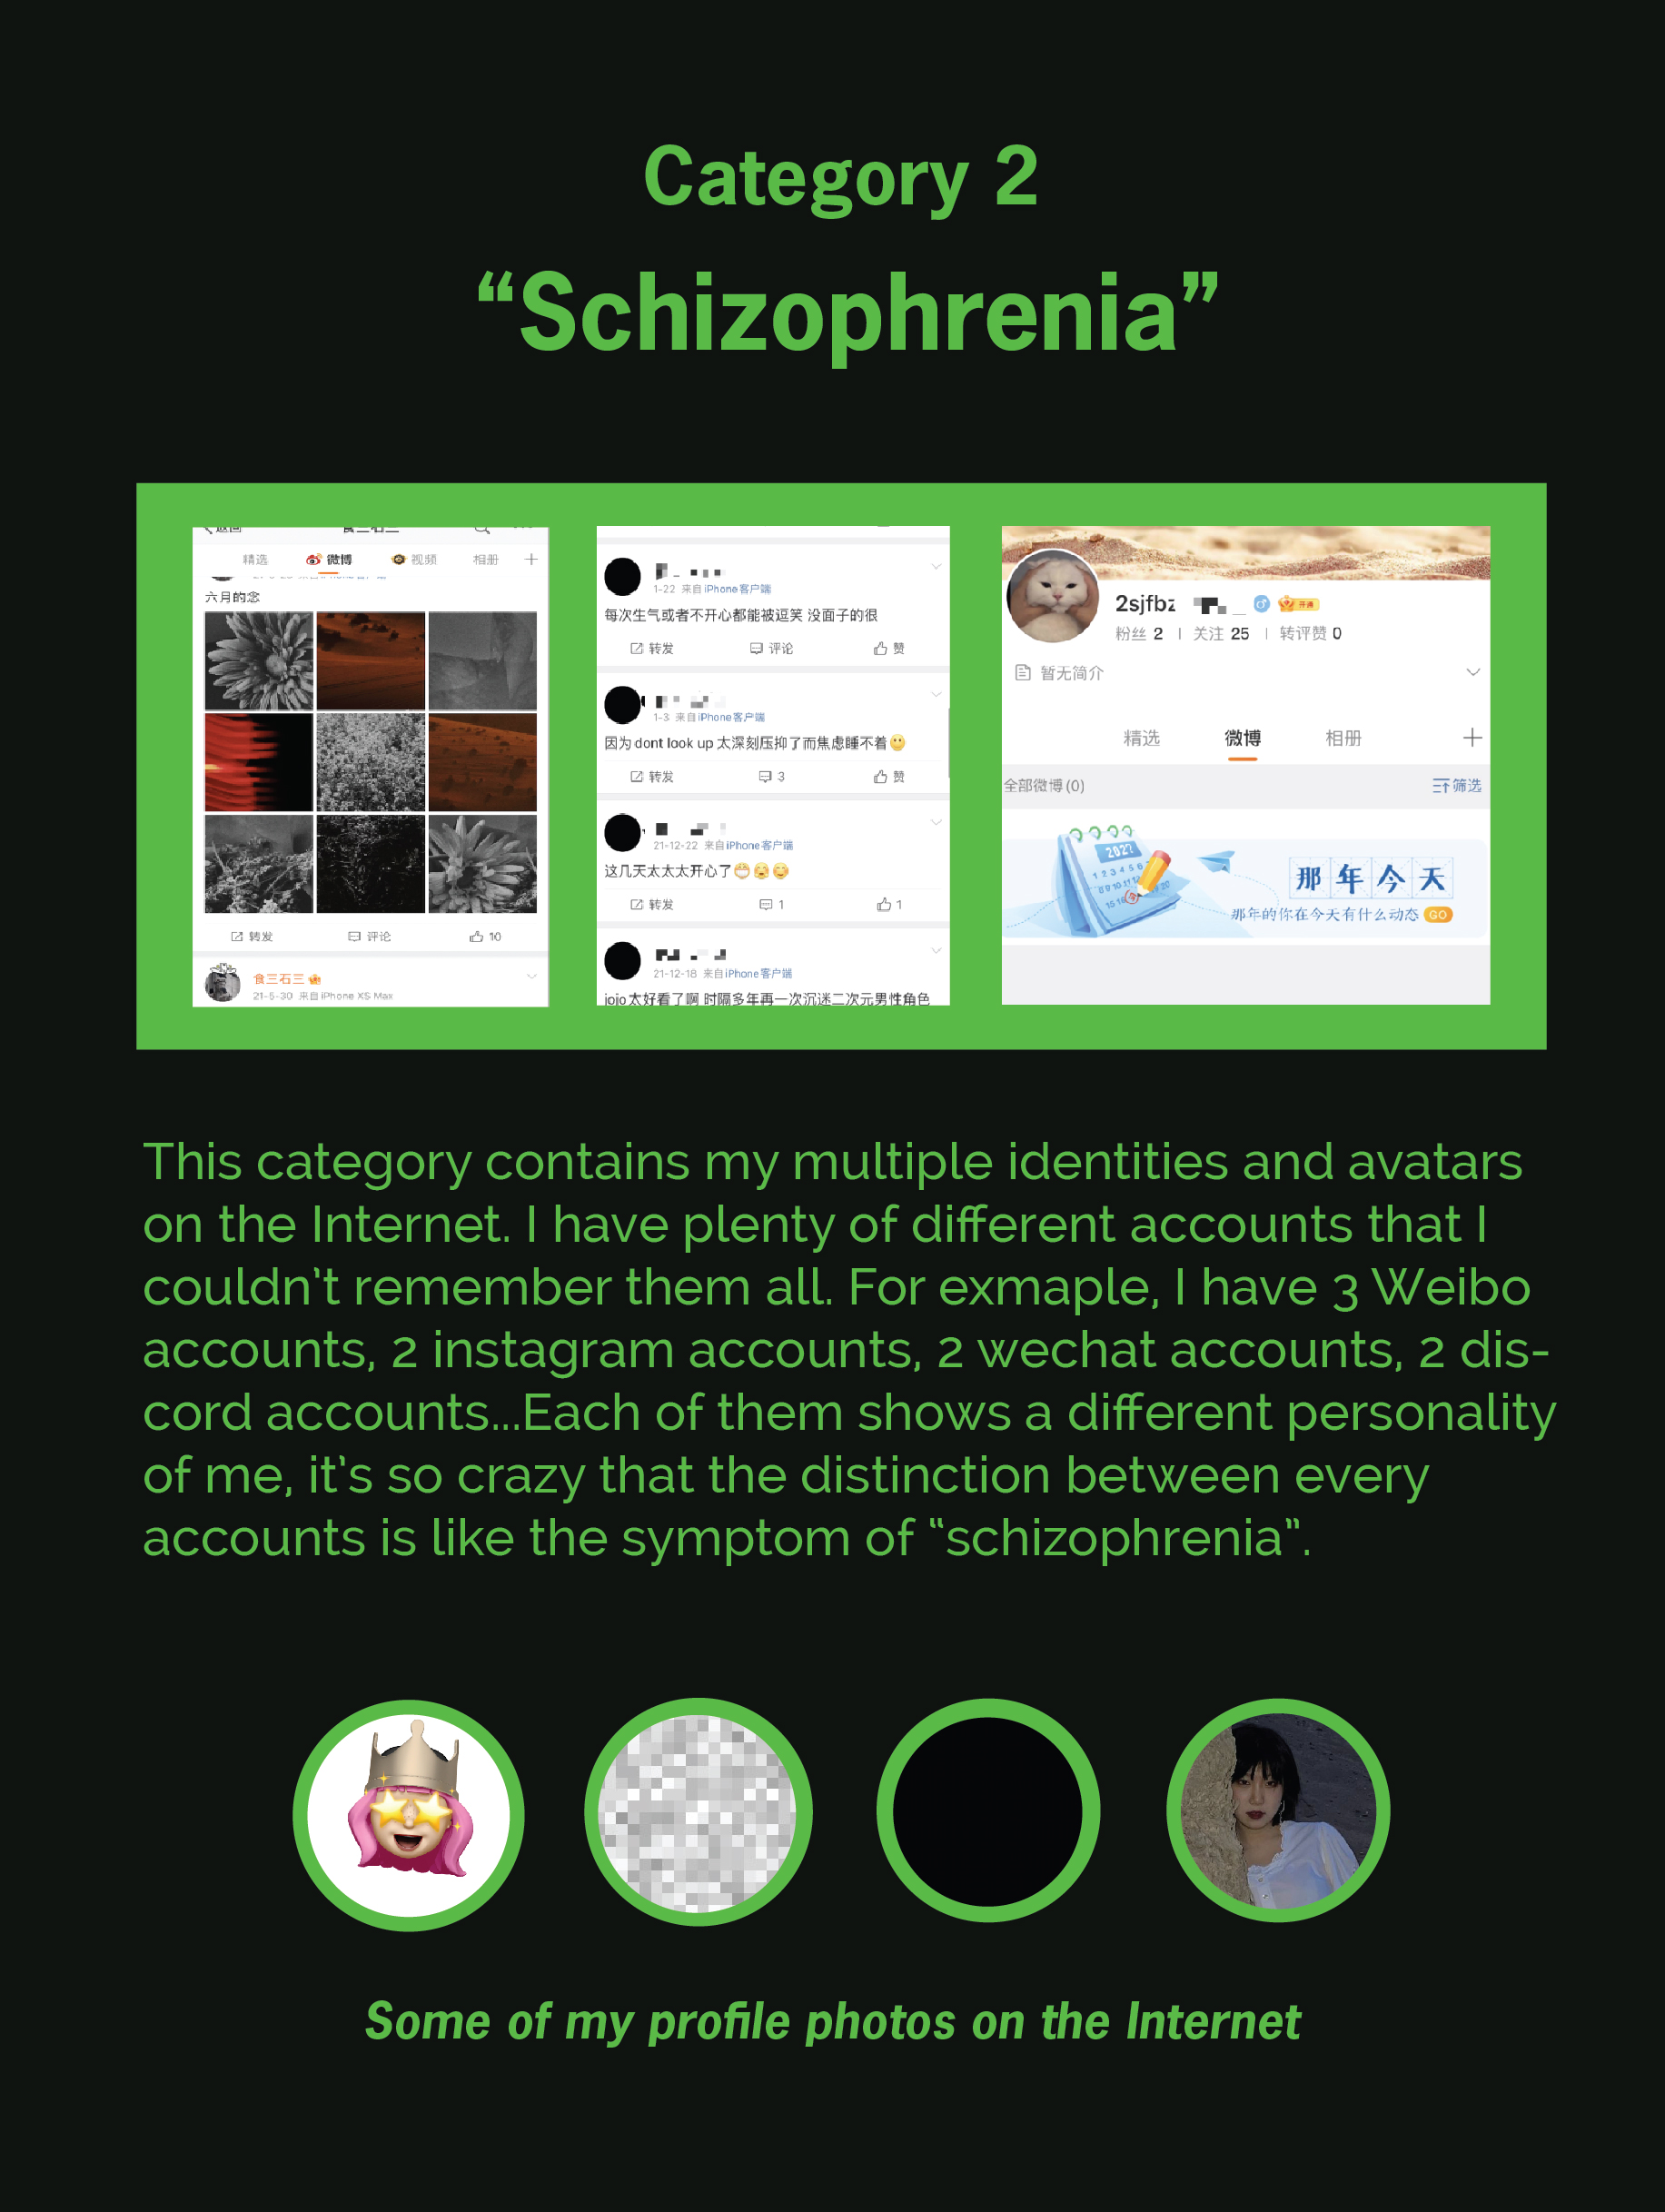 Category 2
“Schizophrenia”
精选 微博 视频 相册
六月的念
转发 评论 10
食三石三
21-5-30 来自 iPhone XS Max
1-22 来自 iPhone客户端
每次生气或者不开心都能被逗笑 没面子的很
转发 评论 赞
1-3 来自 iPhone客户端
因为 dont look up 太深刻压抑了而焦虑睡不着
转发 3 赞
21-12-22 来自 iPhone客户端
这几天太太太开心了
转发 1 1
21-12-18 来自 iPhone客户端
jojo 太好看了啊 时隔多年再一次沉迷二次元男性角色
2sjfbz 开通
粉丝 2 关注 25 转评赞 0
暂无简介
精选 微博 相册
全部微博(0) 筛选
那年今天
那年的你在今天有什么动态 GO
This category contains my multiple identities and avatars
on the Internet. I have plenty of different accounts that I
couldn’t remember them all. For exmaple, I have 3 Weibo
accounts, 2 instagram accounts, 2 wechat accounts, 2 dis-
cord accounts...Each of them shows a different personality
of me, it’s so crazy that the distinction between every
accounts is like the symptom of “schizophrenia”.
Some of my profile photos on the Internet